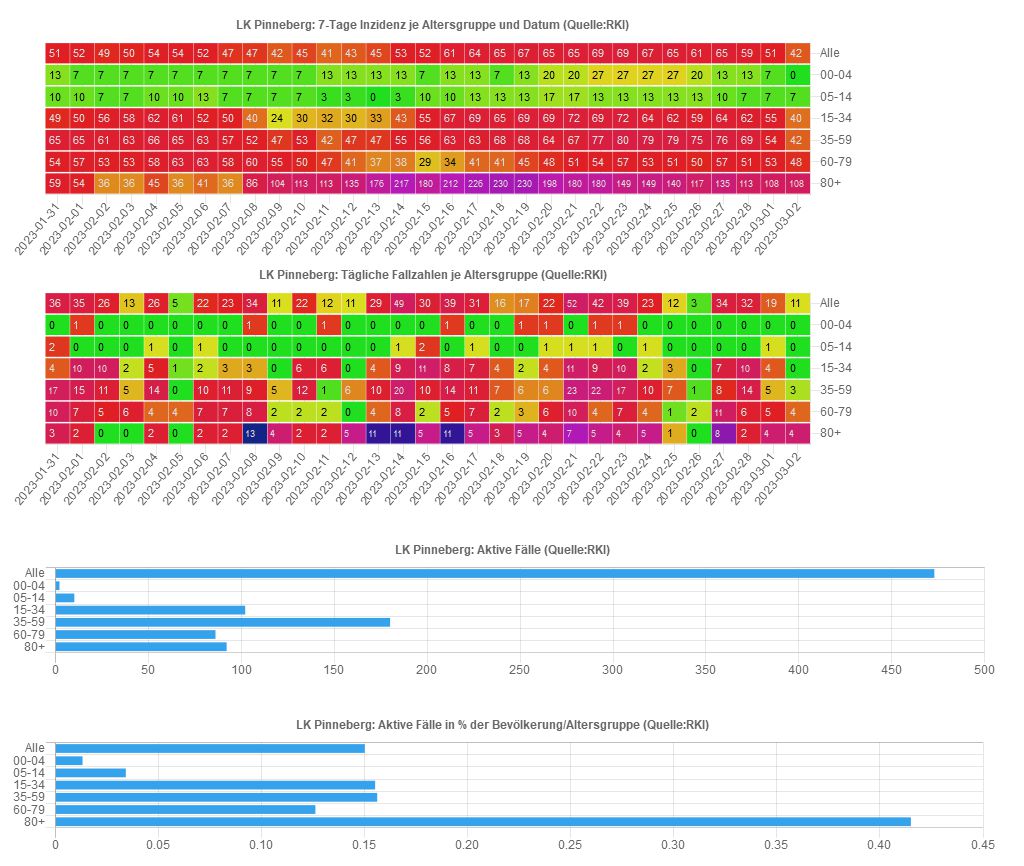 LK Pinneberg: 7-Tage Inzidenz je Altersgruppe und Datum (Quelle:RKI)
51 52 49 50 54 54 52 47 47 42 45 41 43 45 53 52 61 64 65 67 65 65 69 69 67 65 61 59 51 42 Alle
13 7 7 7 7 7 7 7 7 7 7 13 13 13 13 7 13 13 7 13 20 20 27 27 27 27 20 13 13 7 0 00-04
10 10 7 7 10 10 13 7 7 7 7 3 3 0 3 10 10 13 13 13 17 17 13 13 13 13 13 10 7 7 7 05-14
49 50 56 58 62 61 52 50 40 24 30 32 30 33 43 55 67 69 65 69 70 72 69 72 64 62 59 64 62 55 40 15-34
65 65 61 63 66 65 63 57 52 47 53 42 47 47 55 56 63 63 68 68 64 67 77 80 79 79 75 76 69 54 42 35-59
54 57 53 53 58 63 63 58 60 55 50 47 41 37 38 29 34 41 41 45 48 51 54 57 53 51 50 57 51 53 48 60-79
59 54 36 36 45 36 41 36 86 104 113 113 135 176 217 180 212 226 230 230 198 180 180 149 149 140 117 135 113 108 108 80+
2023-01-31 2023-02-01 2023-02-02 2023-02-03 2023-02-04 2023-02-05 2023-02-06 2023-02-07 2023-02-08 2023-02-09 2023-02-10 2023-02-11 2023-02-12 2023-02-13 2023-02-14 2023-02-15 2023-02-16 2023-02-17 2023-02-18 2023-02-19 2023-02-20 2023-02-21 2023-02-22 2023-02-23 2023-02-24 2023-02-25 2023-02-26 2023-02-27 2023-02-28 2023-03-01 2023-03-02
LK Pinneberg: Tägliche Fallzahlen je Altersgruppe (Quelle:RKI)
36 35 26 13 26 5 22 23 34 11 22 12 11 29 49 30 39 31 16 17 22 52 42 39 23 12 3 34 32 19 11 Alle
0 1 0 0 0 0 0 0 1 0 0 1 0 0 0 0 1 0 0 1 1 0 1 1 0 0 0 0 0 0 0 00-04
2 0 0 0 1 0 1 0 0 0 0 0 0 0 1 2 0 1 0 0 1 1 1 0 1 0 0 0 0 1 0 05-14
4 10 10 2 5 1 2 3 3 0 6 6 0 4 9 11 8 7 4 2 4 11 9 10 2 3 0 10 7 4 0 15-34
17 15 11 5 14 0 10 11 9 5 12 1 6 10 20 10 14 11 7 6 6 23 22 17 10 7 1 8 14 5 3 35-59
10 7 5 6 4 4 7 7 8 2 2 2 0 4 8 2 5 7 2 3 6 10 4 7 4 1 2 11 6 5 4 60-79
3 2 0 0 2 0 2 2 13 4 2 2 5 11 11 5 11 5 3 5 4 7 5 4 5 1 0 8 2 4 4 80+
2023-01-31 2023-02-01 2023-02-02 2023-02-03 2023-02-04 2023-02-05 2023-02-06 2023-02-07 2023-02-08 2023-02-09 2023-02-10 2023-02-11 2023-02-12 2023-02-13 2023-02-14 2023-02-15 2023-02-16 2023-02-17 2023-02-18 2023-02-19 2023-02-20 2023-02-21 2023-02-22 2023-02-23 2023-02-24 2023-02-25 2023-02-26 2023-02-27 2023-02-28 2023-03-01 2023-03-02
LK Pinneberg: Aktive Fälle (Quelle:RKI)
Alle
00-04
05-14
15-34
35-59
60-79
80+
0 50 100 150 200 250 300 350 400 450 500
LK Pinneberg: Aktive Fälle in % der Bevölkerung/Altersgruppe (Quelle:RKI)
Alle
00-04
05-14
15-34
35-59
60-79
80+
0 0.05 0.10 0.15 0.20 0.25 0.30 0.35 0.40 0.45